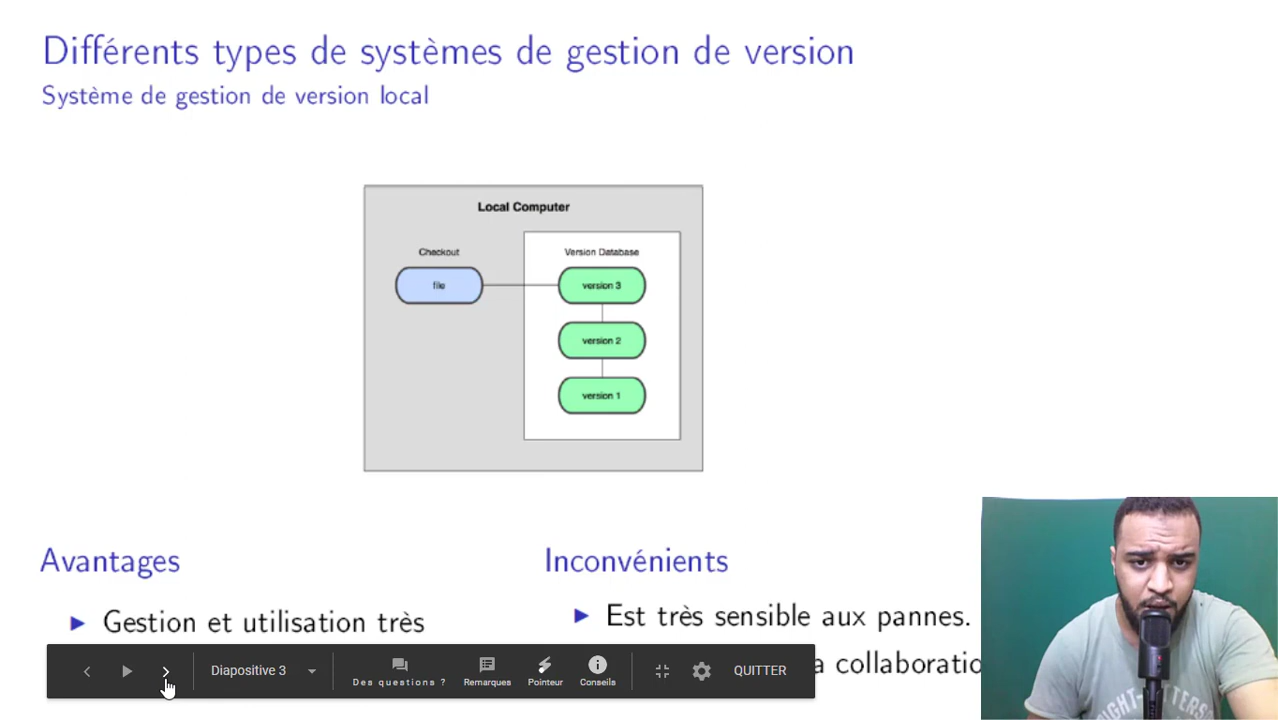 Différents types de systèmes de gestion de version
Système de gestion de version local
Local Computer
Checkout
Version Database
file
version 3
version 2
version 1
Avantages
Gestion et utilisation très
Inconvénients
Est très sensible aux pannes.
a collaboratio
Diapositive 3
Des questions ?
Remarques
Pointeur
Conseils
QUITTER